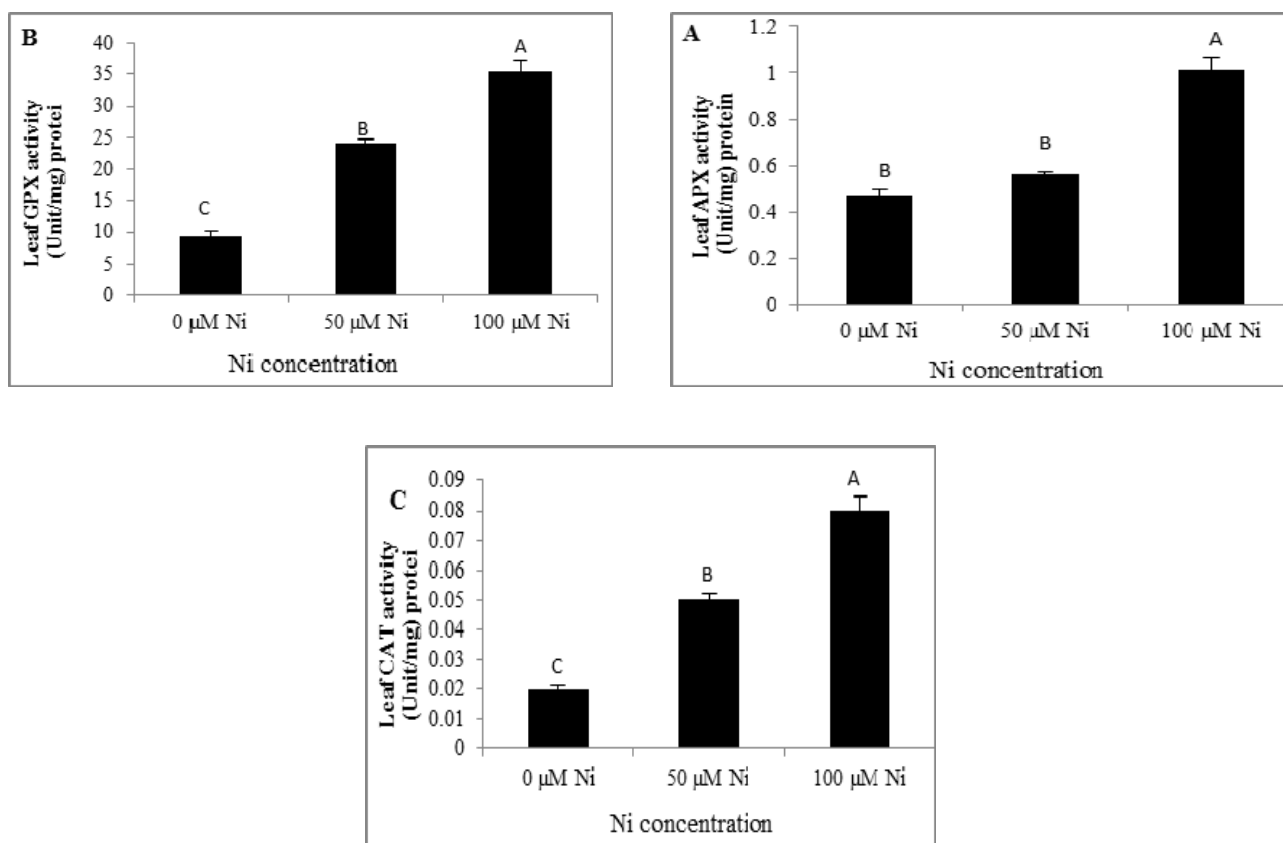 B
Leaf GPX activity
(Unit/mg) protei
40
35
30
25
20
15
10
5
0
C
B
A
0 µM Ni 50 µM Ni 100 µM Ni
Ni concentration
A
Leaf APX activity
(Unit/mg) protein
1.2
1
0.8
0.6
0.4
0.2
0
B
B
A
0 µM Ni 50 µM Ni 100 µM Ni
Ni concentration
C
Leaf CAT activity
(Unit/mg) protei
0.09
0.08
0.07
0.06
0.05
0.04
0.03
0.02
0.01
0
C
B
A
0 µM Ni 50 µM Ni 100 µM Ni
Ni concentration